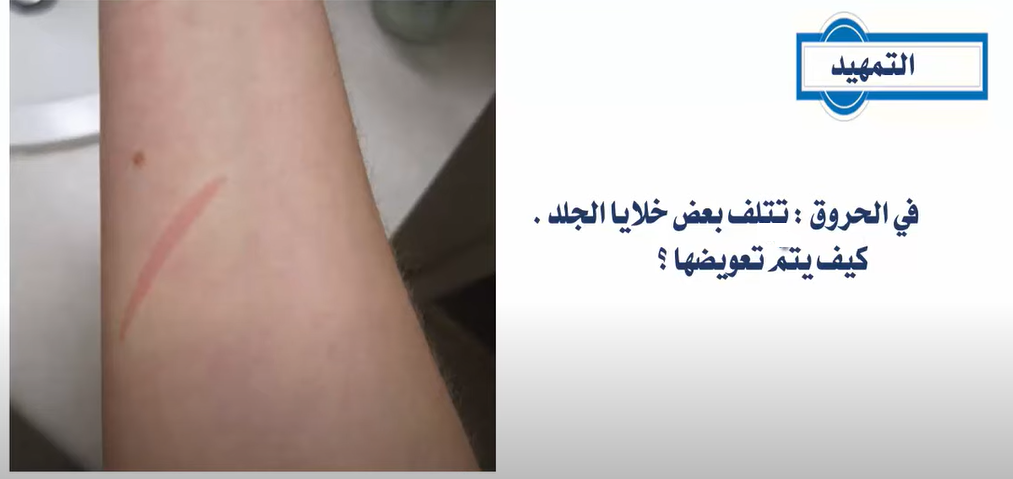 التمهيد
في الحروق : تتلف بعض خلايا الجلد .
كيف يتم تعويضها ؟